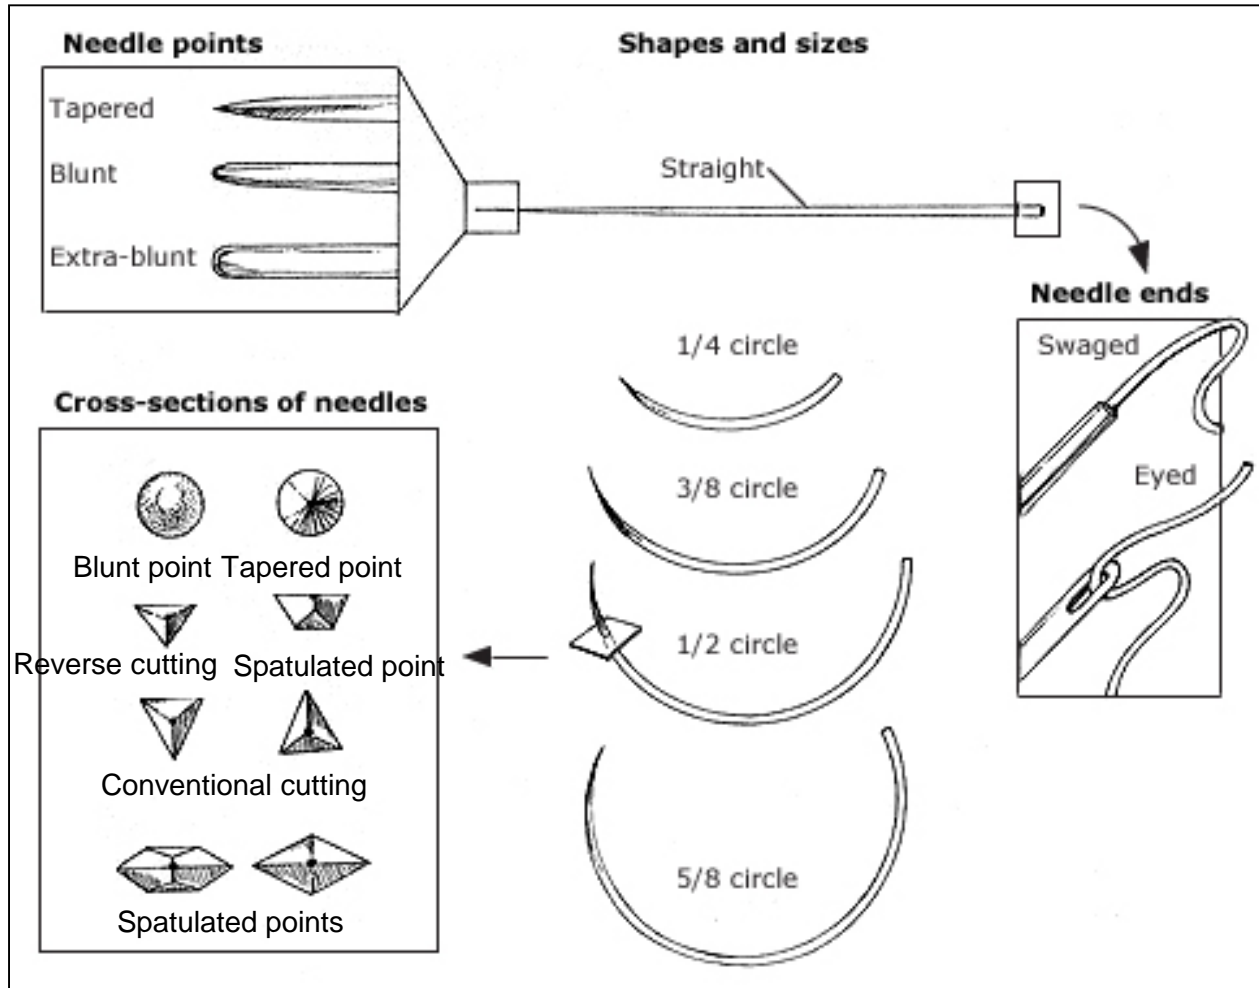 Needle points
Shapes and sizes
Tapered
Blunt
Extra-blunt
Straight
Needle ends
Swaged
Eyed
1/4 circle
3/8 circle
1/2 circle
5/8 circle
Cross-sections of needles
Blunt point Tapered point
Reverse cutting Spatulated point
Conventional cutting
Spatulated points